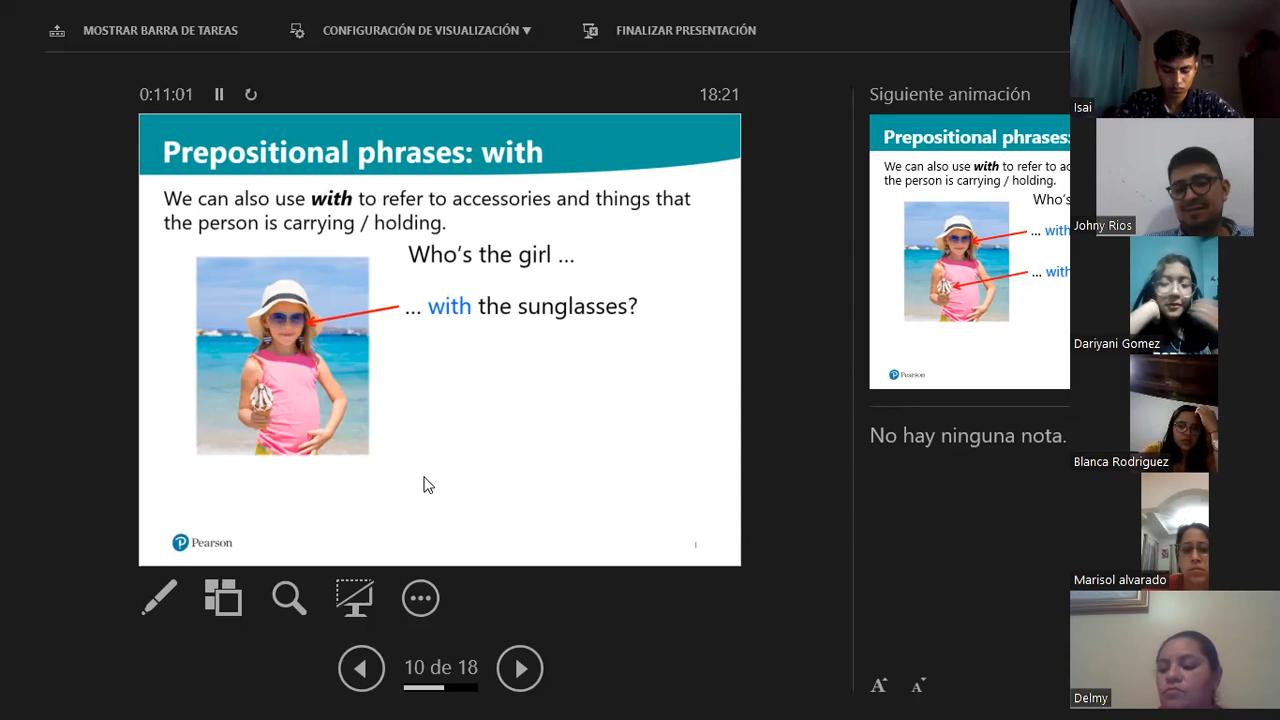 MOSTRAR BARRA DE TAREAS
CONFIGURACIÓN DE VISUALIZACIÓN ▼
FINALIZAR PRESENTACIÓN
0:11:01
18:21
Prepositional phrases: with
We can also use with to refer to accessories and things that
the person is carrying / holding.
Who's the girl …
… with the sunglasses?
Pearson
10 de 18
Siguiente animación
Prepositional phrases:
We can also use with to refer to ac
the person is carrying / holding.
Who's
… with
… with
Pearson
No hay ninguna nota.
A A
Isai
Johny Rios
Dariyani Gomez
Blanca Rodriguez
Marisol alvarado
Delmy